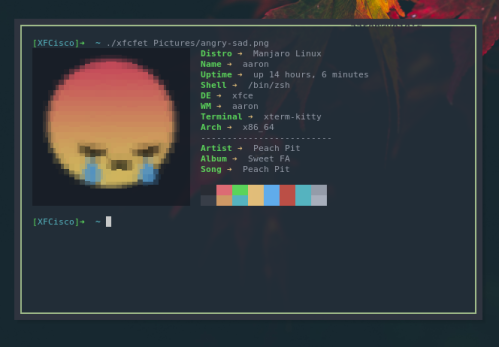 [XFCisco]➜ ~ ./xfcfet Pictures/angry-sad.png
Distro ➜ Manjaro Linux
Name ➜ aaron
Uptime ➜ up 14 hours, 6 minutes
Shell ➜ /bin/zsh
DE ➜ xfce
WM ➜ aaron
Terminal ➜ xterm-kitty
Arch ➜ x86_64
-------------------------
Artist ➜ Peach Pit
Album ➜ Sweet FA
Song ➜ Peach Pit
[XFCisco]➜ ~